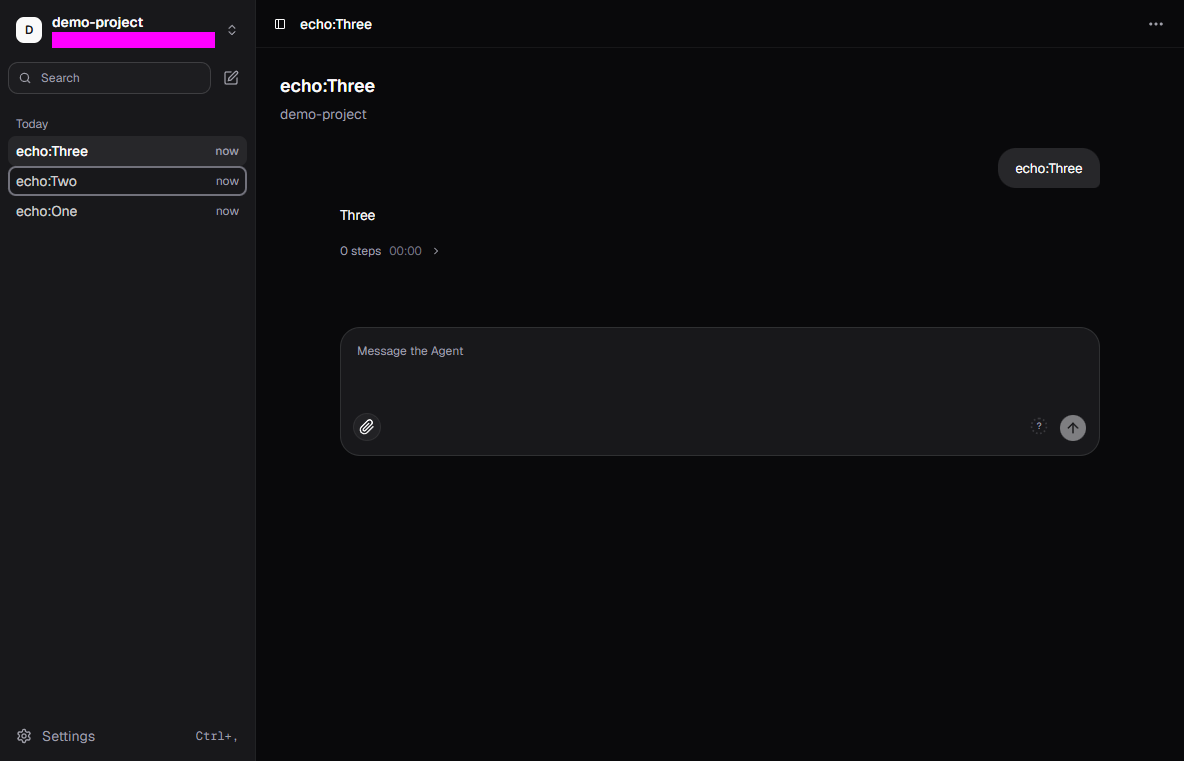 D
demo-project
Search
Today
echo:Three now
echo:Two now
echo:One now
Settings Ctrl+,
echo:Three
echo:Three
demo-project
echo:Three
Three
0 steps 00:00
Message the Agent
?